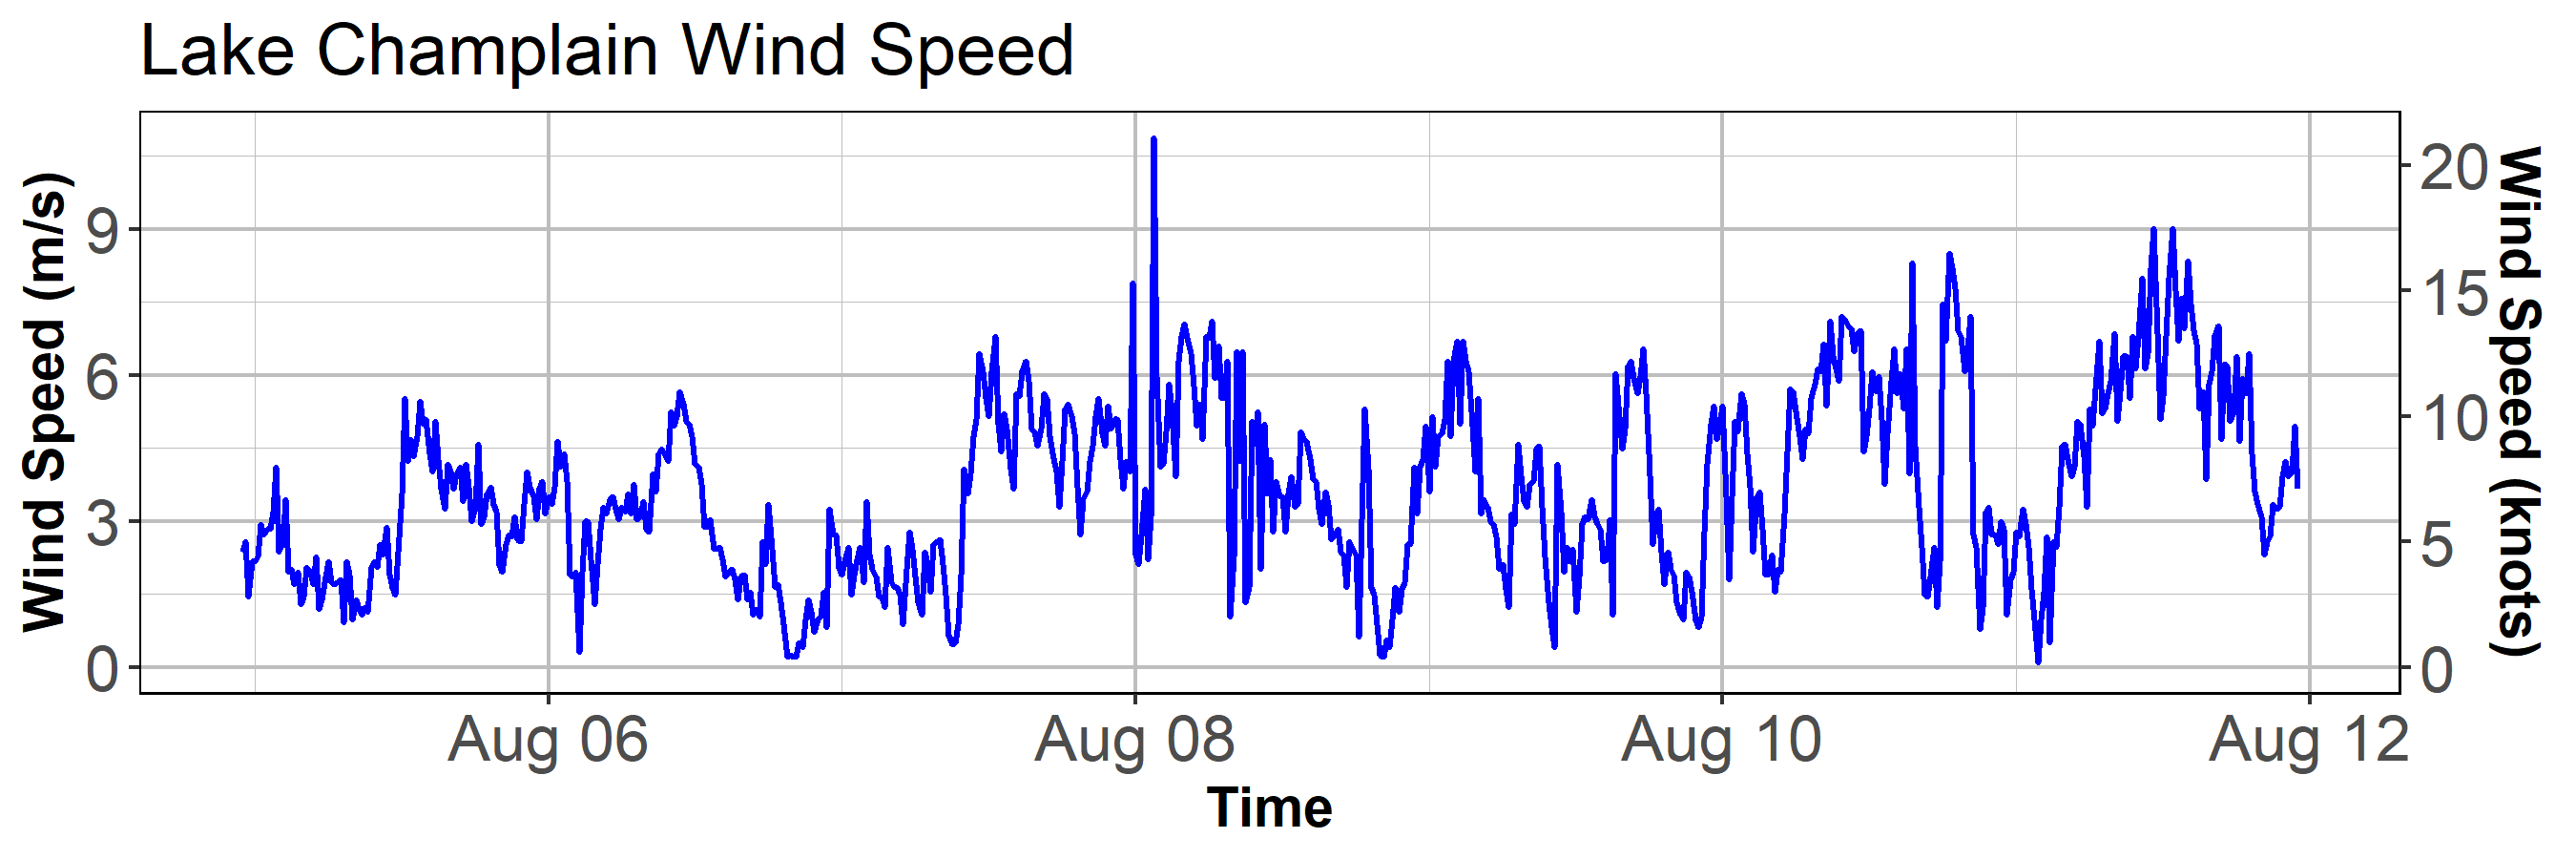 Lake Champlain Wind Speed
Wind Speed (m/s)
9
6
3
0
20
15
10
5
0
Wind Speed (knots)
Aug 06
Aug 08
Aug 10
Aug 12
Time